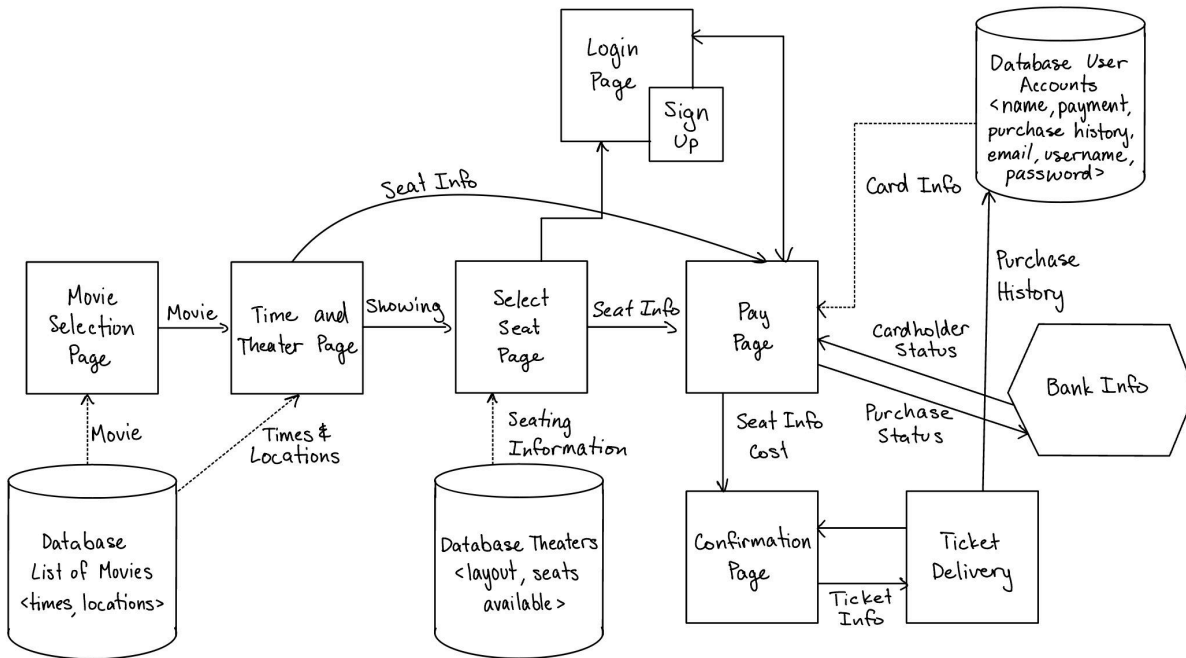 Login
Page
Sign
Up
Database User
Accounts
<name, payment,
purchase history,
email, username,
password>
Seat Info
Card Info
Movie
Selection
Page
Movie
Time and
Theater Page
Showing
Select
Seat
Page
Seat Info
Pay
Page
Purchase
History
Cardholder
Status
Bank Info
Purchase
Status
Movie
Times &
Locations
Seating
Information
Seat Info
Cost
Database
List of Movies
<times, locations>
Database Theaters
<layout, seats
available>
Confirmation
Page
Ticket
Delivery
Ticket
Info